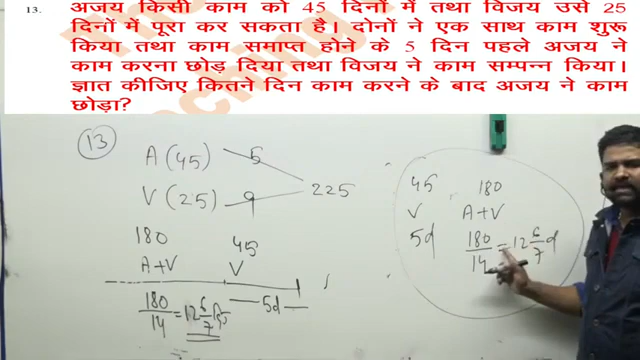 13. अजय किसी काम को 45 दिनों में तथा विजय उसे 25
दिनों में पूरा कर सकता है। दोनों ने एक साथ काम शुरू
किया तथा काम समाप्त होने के 5 दिन पहले अजय ने
काम करना छोड़ दिया तथा विजय ने काम सम्पन्न किया।
ज्ञात कीजिए कितने दिन काम करने के बाद अजय ने काम
छोड़ा?
13
A (45) 5
V (25) 9
225
180 45
A+V V
180/14 = 12 6/7 5d
45 180
V A+V
5d 180/14 = 12 6/7 d